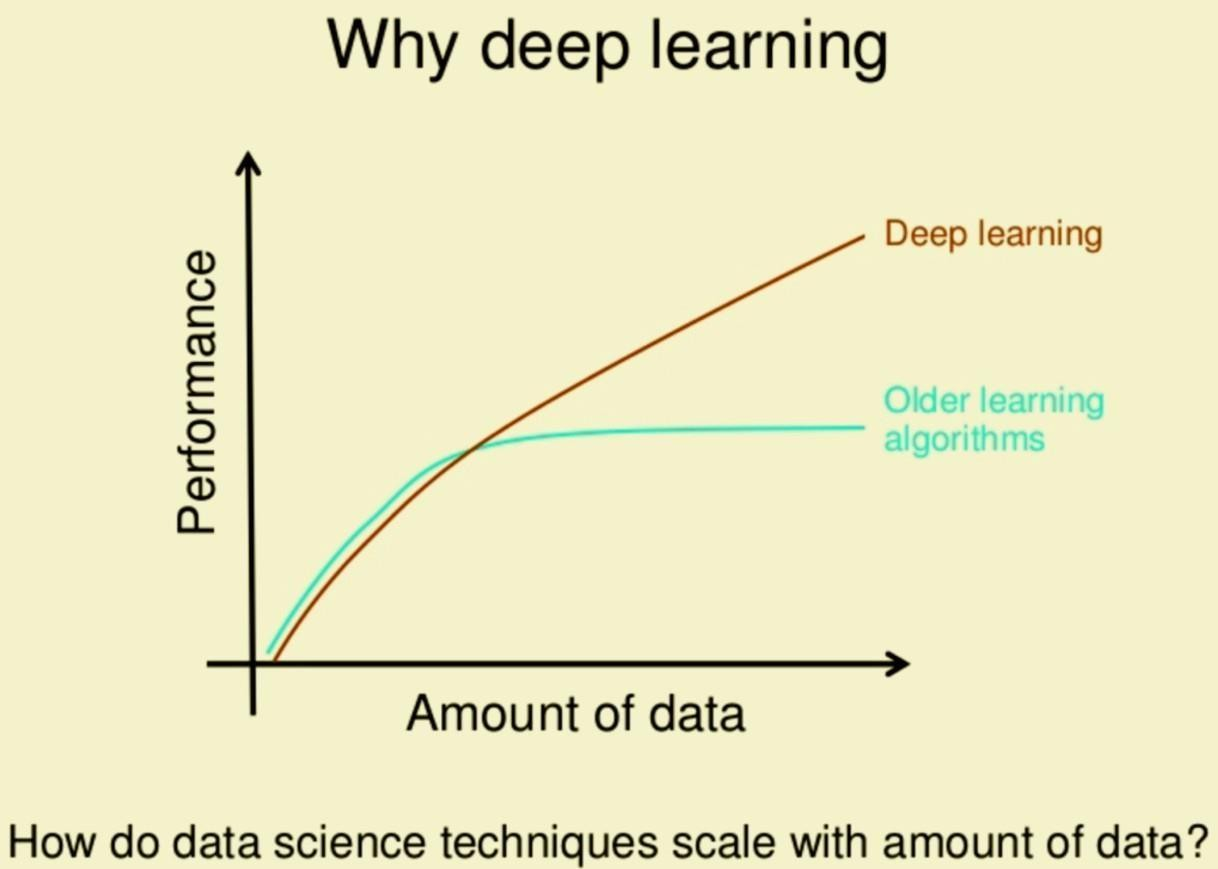 Why deep learning
Performance
Deep learning
Older learning
algorithms
Amount of data
How do data science techniques scale with amount of data?